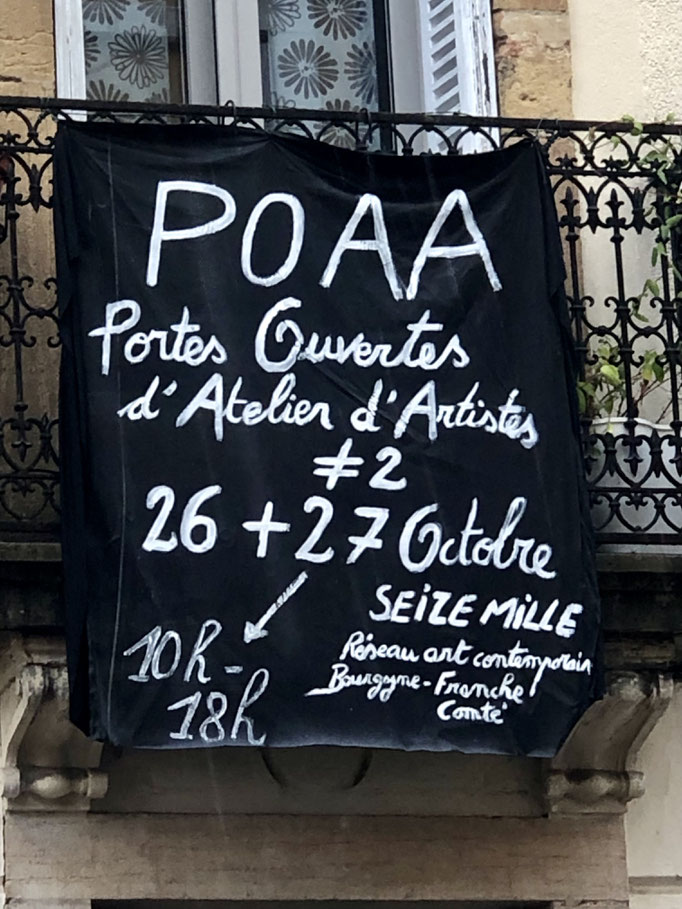 POAA
Portes Ouvertes
d'Atelier d'Artistes
≠2
26 + 27 Octobre
10h-
18h
SEIZE MILLE
Réseau art contemporain
Bourgogne-Franche
Comté